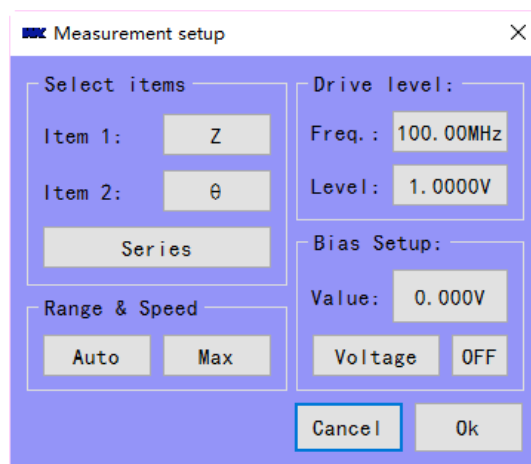 WK Measurement setup
Select items
Item 1: Z
Item 2: θ
Series
Range & Speed
Auto Max
Drive level:
Freq.: 100.00MHz
Level: 1.0000V
Bias Setup:
Value: 0.000V
Voltage OFF
Cancel Ok